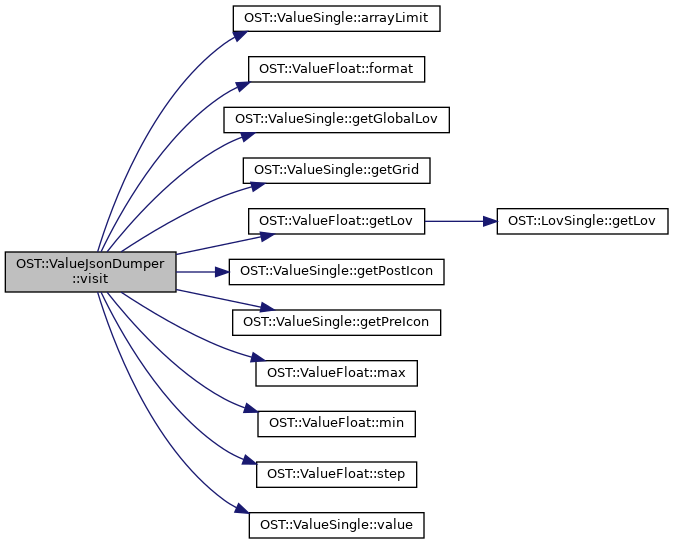 OST::ValueSingle::arrayLimit
OST::ValueFloat::format
OST::ValueSingle::getGlobalLov
OST::ValueSingle::getGrid
OST::ValueFloat::getLov
OST::LovSingle::getLov
OST::ValueJsonDumper
::visit
OST::ValueSingle::getPostIcon
OST::ValueSingle::getPreIcon
OST::ValueFloat::max
OST::ValueFloat::min
OST::ValueFloat::step
OST::ValueSingle::value